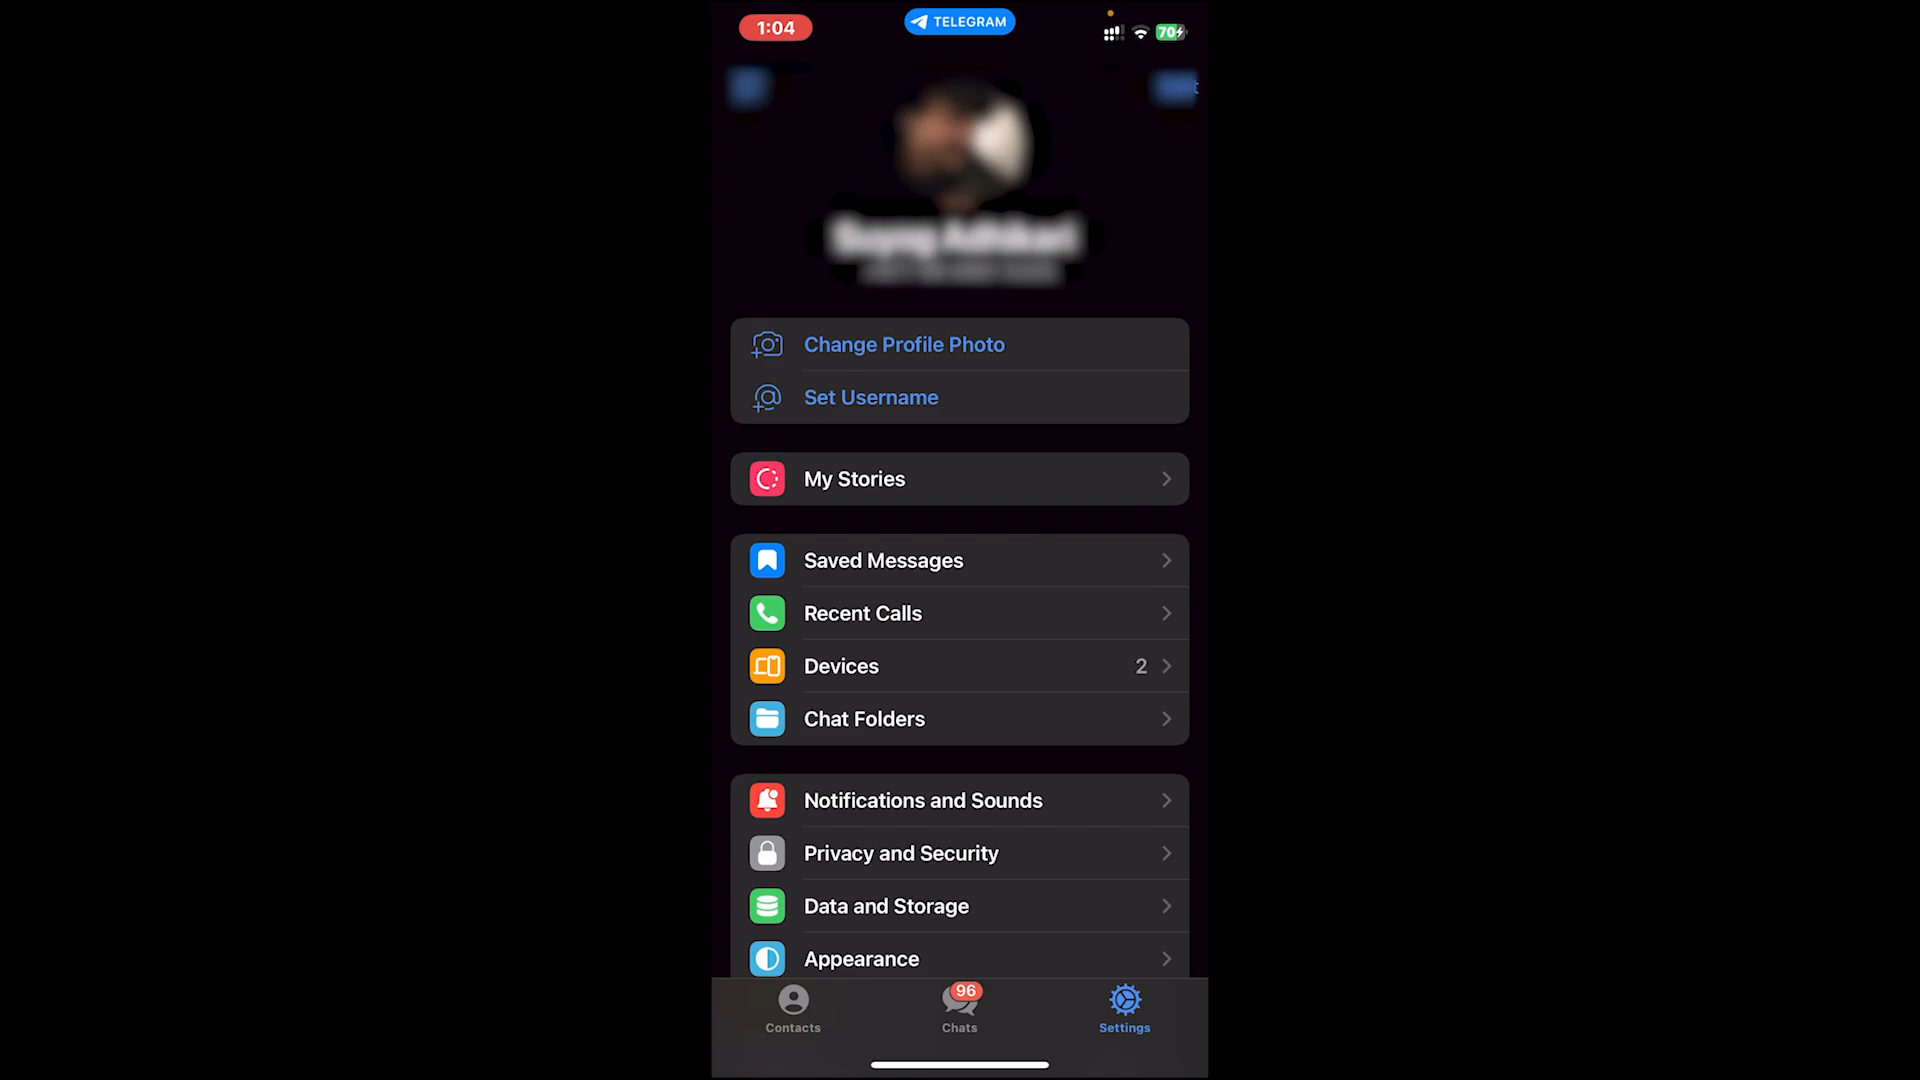 1:04
TELEGRAM
70
Change Profile Photo
Set Username
My Stories
Saved Messages
Recent Calls
Devices 2
Chat Folders
Notifications and Sounds
Privacy and Security
Data and Storage
Appearance
96
Contacts
Chats
Settings